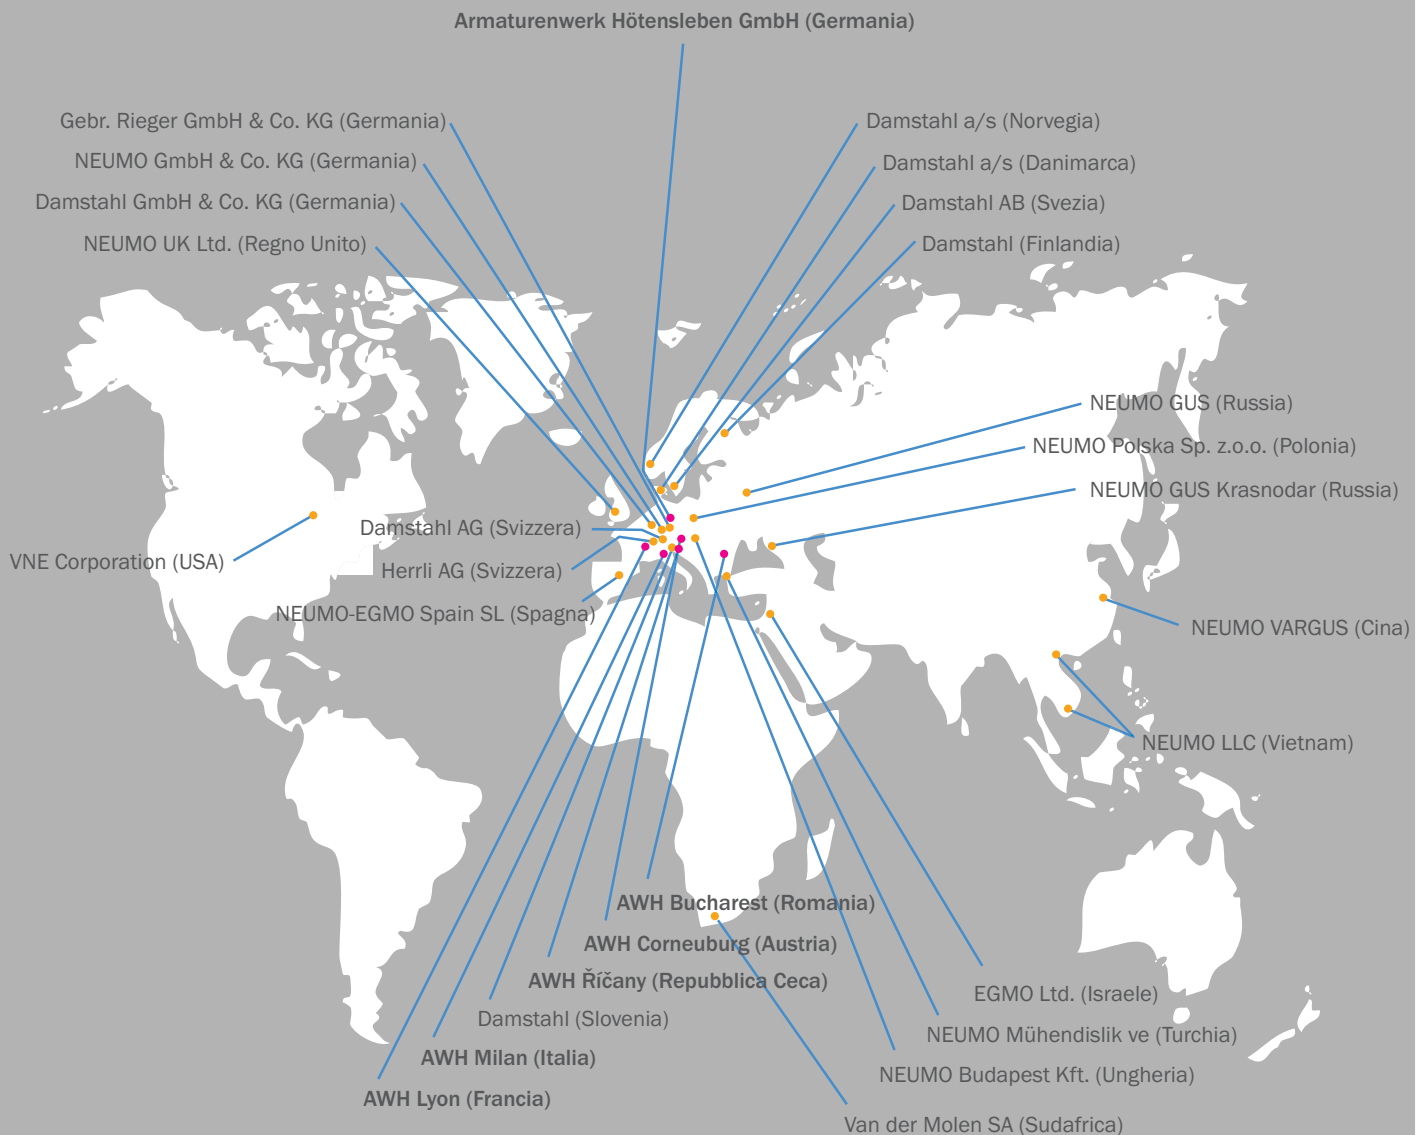 Armaturenwerk Hötensleben GmbH (Germania)
Gebr. Rieger GmbH & Co. KG (Germania)
NEUMO GmbH & Co. KG (Germania)
Damstahl GmbH & Co. KG (Germania)
NEUMO UK Ltd. (Regno Unito)
Damstahl a/s (Norvegia)
Damstahl a/s (Danimarca)
Damstahl AB (Svezia)
Damstahl (Finlandia)
NEUMO GUS (Russia)
NEUMO Polska Sp. z.o.o. (Polonia)
NEUMO GUS Krasnodar (Russia)
Damstahl AG (Svizzera)
VNE Corporation (USA)
Herrli AG (Svizzera)
NEUMO-EGMO Spain SL (Spagna)
NEUMO VARGUS (Cina)
NEUMO LLC (Vietnam)
AWH Bucharest (Romania)
AWH Corneuburg (Austria)
AWH Říčany (Repubblica Ceca)
Damstahl (Slovenia)
AWH Milan (Italia)
AWH Lyon (Francia)
EGMO Ltd. (Israele)
NEUMO Mühendislik ve (Turchia)
NEUMO Budapest Kft. (Ungheria)
Van der Molen SA (Sudafrica)